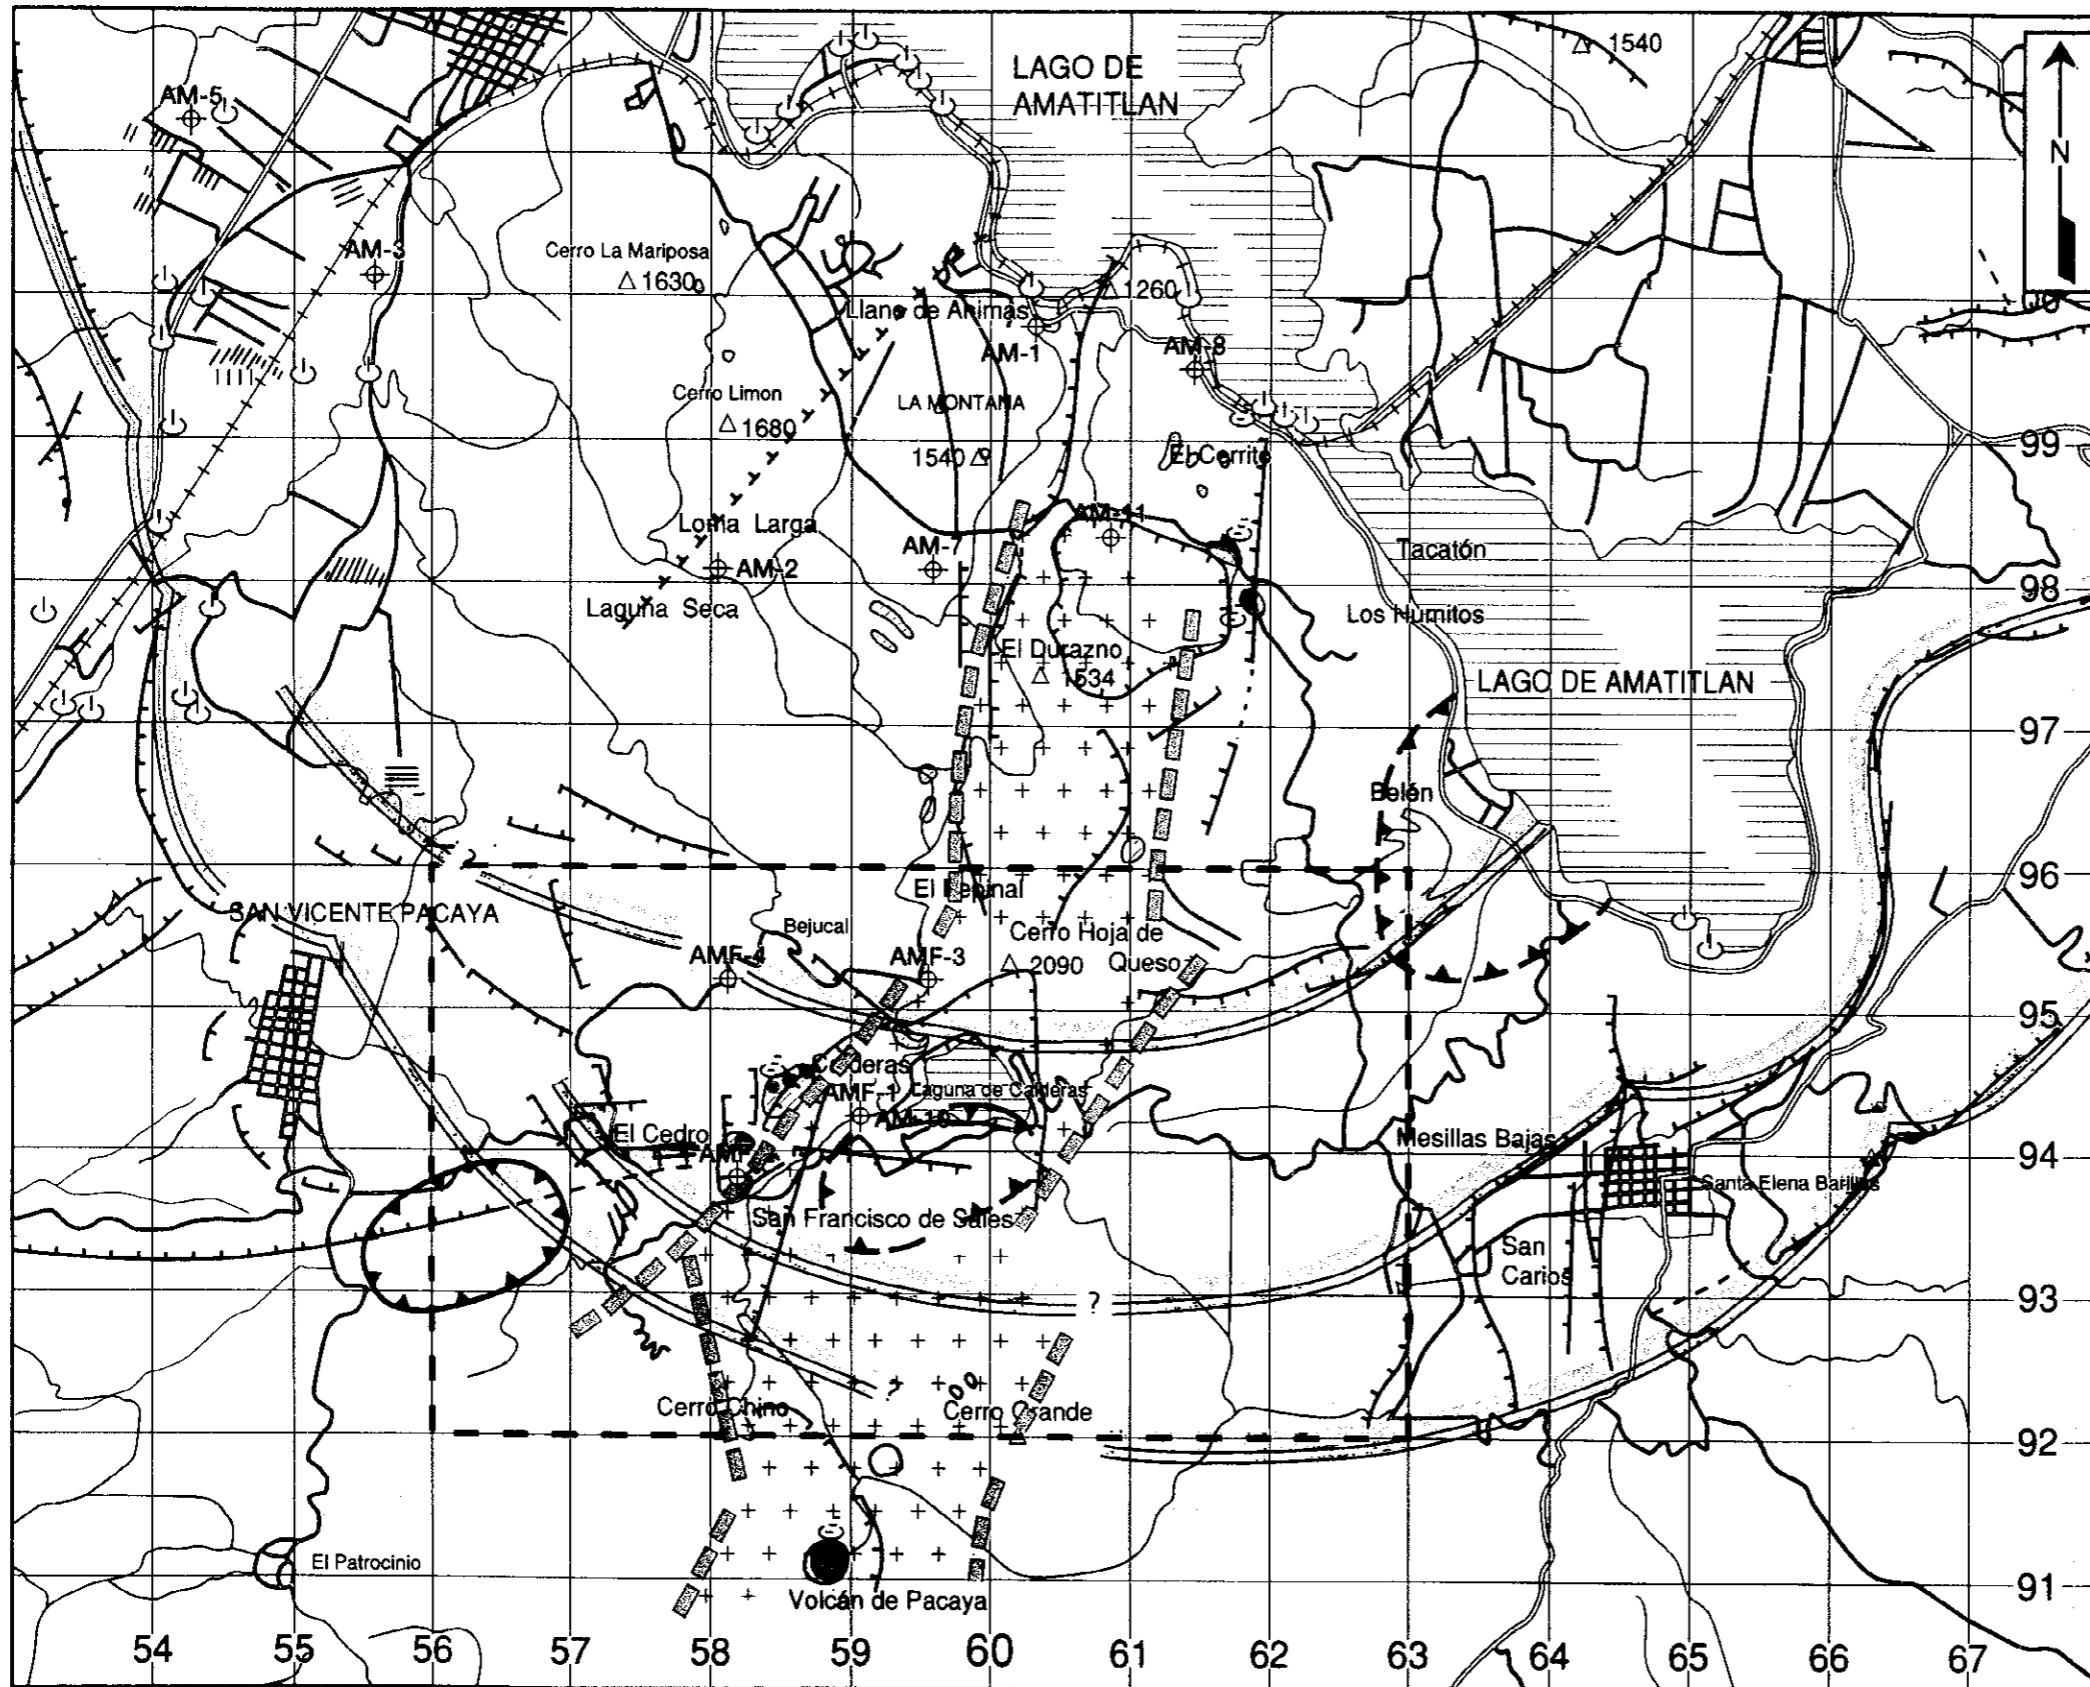 LAGO DE
AMATITLAN
1540
N
AM-5
AM-3
Cerro La Mariposa
1630
1260
Llano de Animas
AM-1
AM-8
Cerro Limon
1680
LA MONTANA
1540
El Cerrito
99
Loma Larga
AM-7
AM-11
AM-2
Tacatón
Laguna Seca
98
Los Humitos
El Durazno
1534
LAGO DE AMATITLAN
97
Belén
96
El Pepinal
SAN VICENTE PACAYA
Bejucal
Cerro Hoja de
Queso
2090
AMF-4
AMF-3
95
Calderas
AMF-1
Laguna de Calderas
AM-10
El Cedro
Mesillas Bajas
94
Santa Elena Barillas
San Francisco de Sales
San
Carlos
?
93
?
Cerro Chino
Cerro Grande
92
El Patrocinio
91
Volcán de Pacaya
54 55 56 57 58 59 60 61 62 63 64 65 66 67